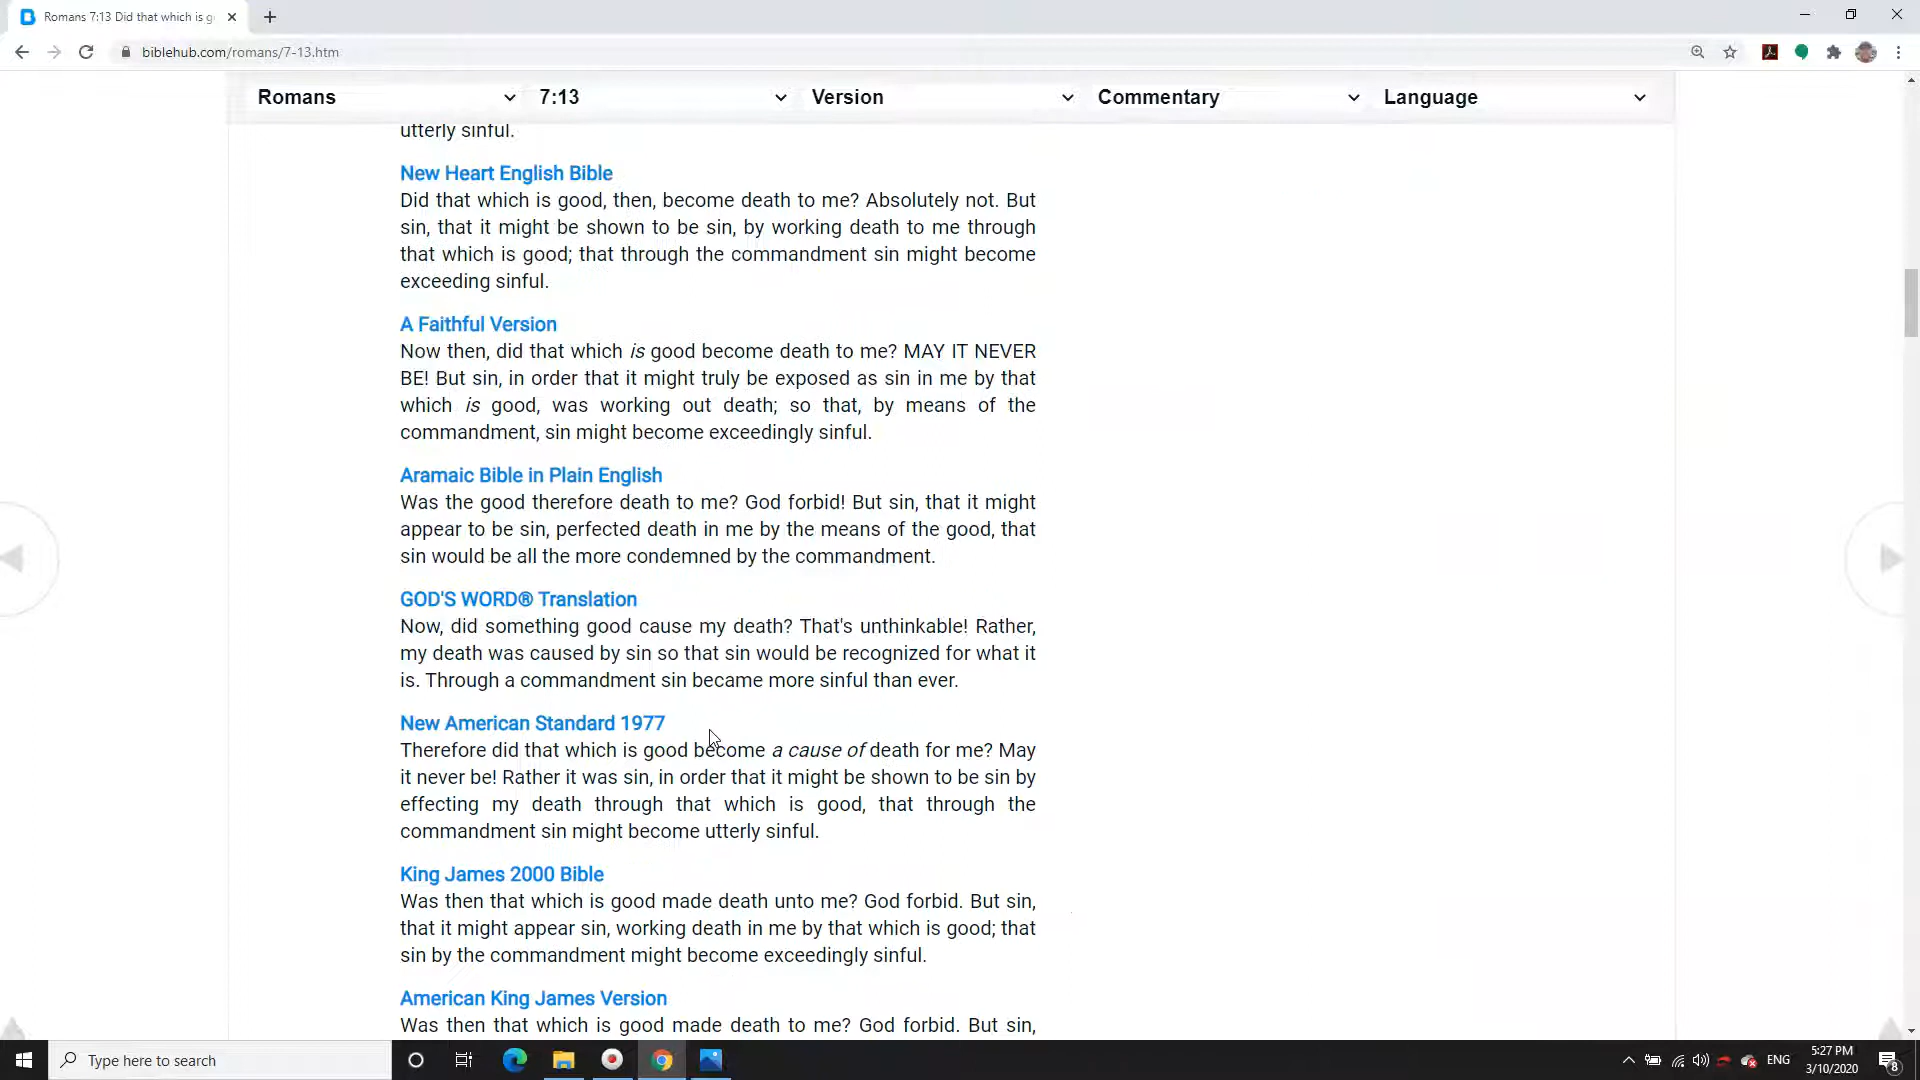 Romans 7:13 Did that which is g
biblehub.com/romans/7-13.htm
Romans 7:13 Version Commentary Language
utterly sinful.
New Heart English Bible
Did that which is good, then, become death to me? Absolutely not. But
sin, that it might be shown to be sin, by working death to me through
that which is good; that through the commandment sin might become
exceeding sinful.
A Faithful Version
Now then, did that which is good become death to me? MAY IT NEVER
BE! But sin, in order that it might truly be exposed as sin in me by that
which is good, was working out death; so that, by means of the
commandment, sin might become exceedingly sinful.
Aramaic Bible in Plain English
Was the good therefore death to me? God forbid! But sin, that it might
appear to be sin, perfected death in me by the means of the good, that
sin would be all the more condemned by the commandment.
GOD'S WORD® Translation
Now, did something good cause my death? That's unthinkable! Rather,
my death was caused by sin so that sin would be recognized for what it
is. Through a commandment sin became more sinful than ever.
New American Standard 1977
Therefore did that which is good become a cause of death for me? May
it never be! Rather it was sin, in order that it might be shown to be sin by
effecting my death through that which is good, that through the
commandment sin might become utterly sinful.
King James 2000 Bible
Was then that which is good made death unto me? God forbid. But sin,
that it might appear sin, working death in me by that which is good; that
sin by the commandment might become exceedingly sinful.
American King James Version
Was then that which is good made death to me? God forbid. But sin,
Type here to search
ENG
5:27 PM
3/10/2020
8